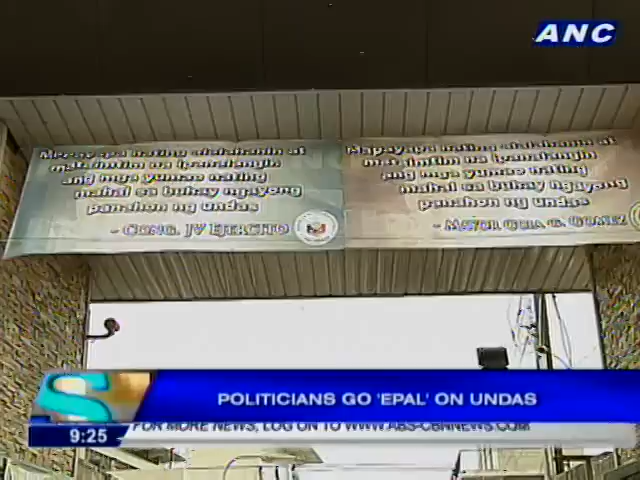 ANC
Mapayapa nating alalahanin at
mataimtim na ipanalangin
ang mga yumao nating
mahal sa buhay ngayong
panahon ng undas
- CONG. JV EJERCITO
Mapayapa nating alalahanin at
mataimtim na ipanalangin
ang mga yumao nating
mahal sa buhay ngayong
panahon ng undas
- MAYOR GUIA G. GOMEZ
S
POLITICIANS GO 'EPAL' ON UNDAS
9:25
FOR MORE NEWS, LOG ON TO WWW.ABS-CBNNEWS.COM